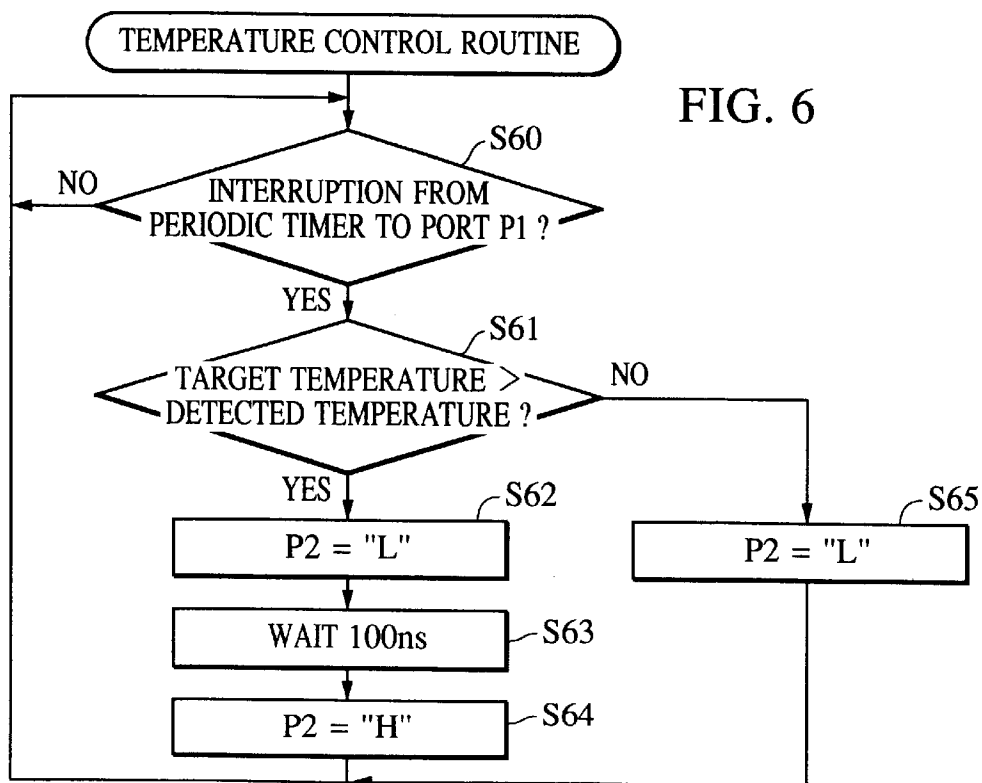 TEMPERATURE CONTROL ROUTINE
FIG. 6
S60
NO
INTERRUPTION FROM
PERIODIC TIMER TO PORT P1 ?
YES
S61
TARGET TEMPERATURE >
DETECTED TEMPERATURE ?
NO
YES
S62
P2 = "L"
S65
P2 = "L"
WAIT 100ns
S63
P2 = "H"
S64